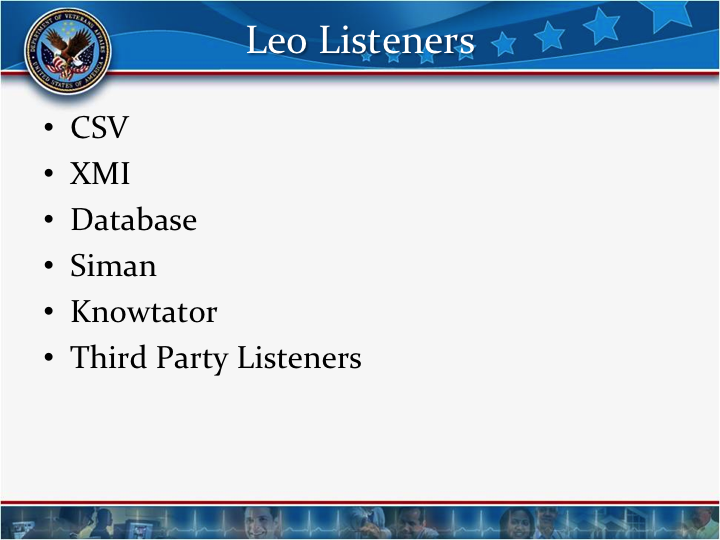 Leo Listeners
DEPARTMENT OF VETERANS AFFAIRS
UNITED STATES OF AMERICA
• CSV
• XMI
• Database
• Siman
• Knowtator
• Third Party Listeners